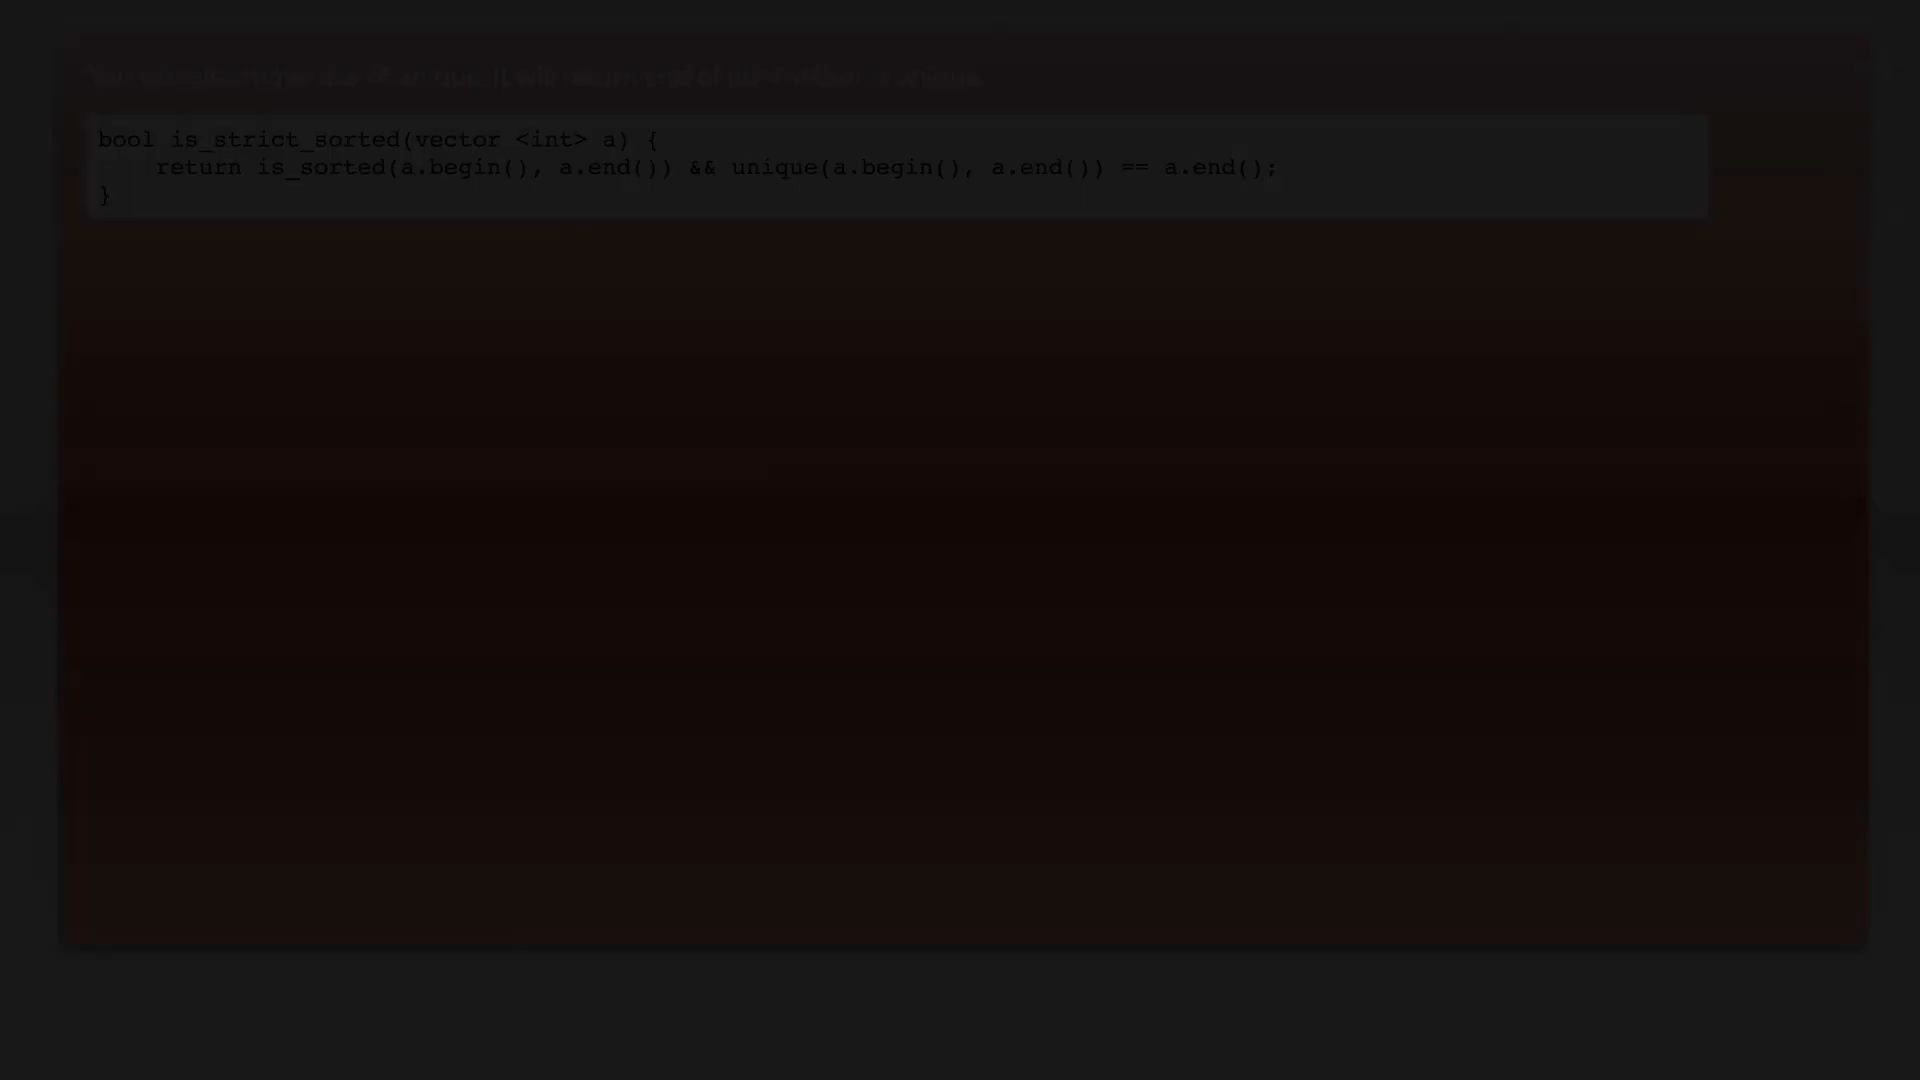 bool is_strict_sorted(vector <int> a) {
    return is_sorted(a.begin(), a.end()) && unique(a.begin(), a.end()) == a.end();
}